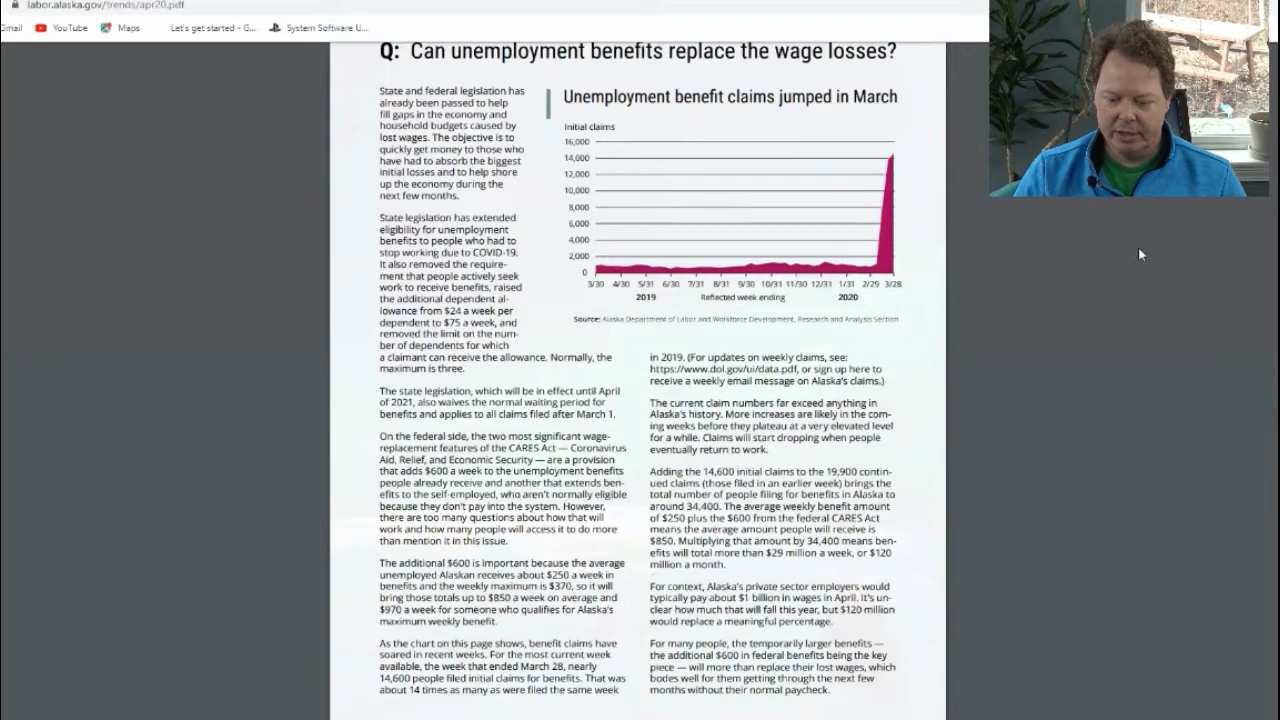 labor.alaska.gov/trends/apr20.pdf
Gmail YouTube Maps Let's get started - G... System Software U...
Q: Can unemployment benefits replace the wage losses?
State and federal legislation has
already been passed to help
fill gaps in the economy and
household budgets caused by
lost wages. The objective is to
quickly get money to those who
have had to absorb the biggest
initial losses and to help shore
up the economy during the
next few months.
State legislation has extended
eligibility for unemployment
benefits to people who had to
stop working due to COVID-19.
It also removed the require-
ment that people actively seek
work to receive benefits, raised
the additional dependent al-
lowance from $24 a week per
dependent to $75 a week, and
removed the limit on the num-
ber of dependents for which
a claimant can receive the allowance. Normally, the
maximum is three.
The state legislation, which will be in effect until April
of 2021, also waives the normal waiting period for
benefits and applies to all claims filed after March 1.
On the federal side, the two most significant wage-
replacement features of the CARES Act — Coronavirus
Aid, Relief, and Economic Security — are a provision
that adds $600 a week to the unemployment benefits
people already receive and another that extends ben-
efits to the self-employed, who aren't normally eligible
because they don't pay into the system. However,
there are too many questions about how that will
work and how many people will access it to do more
than mention it in this issue.
The additional $600 is important because the average
unemployed Alaskan receives about $250 a week in
benefits and the weekly maximum is $370, so it will
bring those totals up to $850 a week on average and
$970 a week for someone who qualifies for Alaska's
maximum weekly benefit.
As the chart on this page shows, benefit claims have
soared in recent weeks. For the most current week
available, the week that ended March 28, nearly
14,600 people filed initial claims for benefits. That was
about 14 times as many as were filed the same week
Unemployment benefit claims jumped in March
Initial claims
16,000
14,000
12,000
10,000
8,000
6,000
4,000
2,000
0
3/30 4/30 5/31 6/30 7/31 8/31 9/30 10/31 11/30 12/31 1/31 2/29 3/28
2019 Reflected week ending 2020
Source: Alaska Department of Labor and Workforce Development, Research and Analysis Section
in 2019. (For updates on weekly claims, see:
https://www.dol.gov/ui/data.pdf, or sign up here to
receive a weekly email message on Alaska's claims.)
The current claim numbers far exceed anything in
Alaska's history. More increases are likely in the com-
ing weeks before they plateau at a very elevated level
for a while. Claims will start dropping when people
eventually return to work.
Adding the 14,600 initial claims to the 19,900 contin-
ued claims (those filed in an earlier week) brings the
total number of people filing for benefits in Alaska to
around 34,400. The average weekly benefit amount
of $250 plus the $600 from the federal CARES Act
means the average amount people will receive is
$850. Multiplying that amount by 34,400 means ben-
efits will total more than $29 million a week, or $120
million a month.
For context, Alaska's private sector employers would
typically pay about $1 billion in wages in April. It's un-
clear how much that will fall this year, but $120 million
would replace a meaningful percentage.
For many people, the temporarily larger benefits —
the additional $600 in federal benefits being the key
piece — will more than replace their lost wages, which
bodes well for them getting through the next few
months without their normal paycheck.